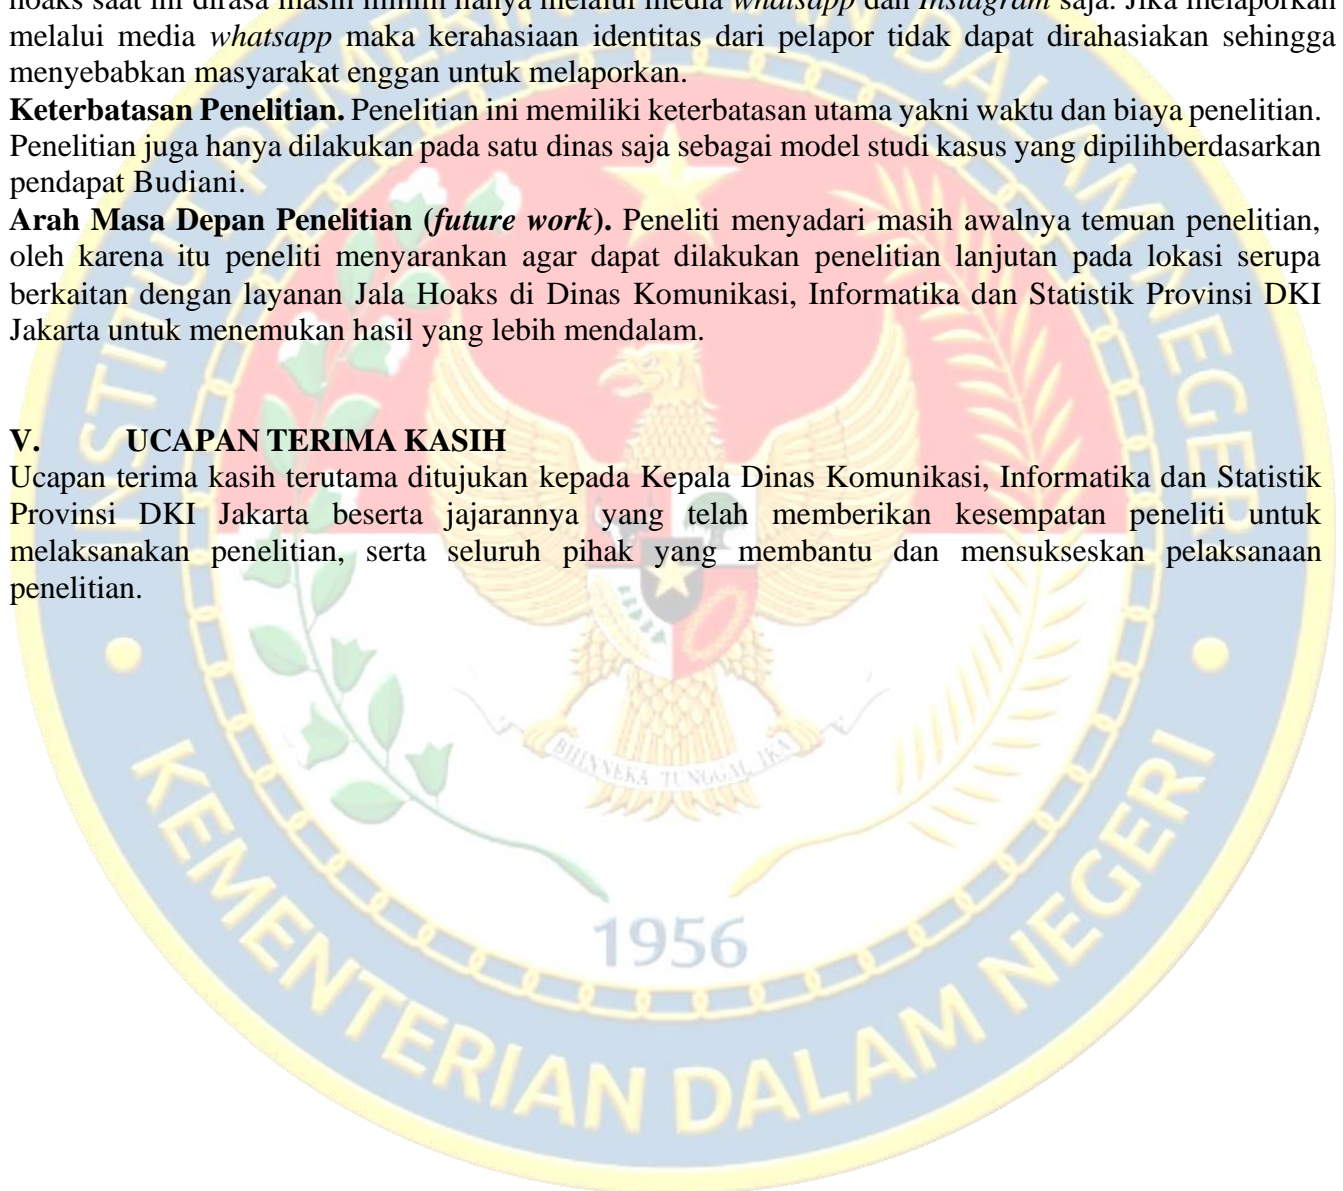 hoaks saat ini dirasa masih minim hanya melalui media whatsapp dan Instagram saja. Jika melaporkan
melalui media whatsapp maka kerahasiaan identitas dari pelapor tidak dapat dirahasiakan sehingga
menyebabkan masyarakat enggan untuk melaporkan.
Keterbatasan Penelitian. Penelitian ini memiliki keterbatasan utama yakni waktu dan biaya penelitian.
Penelitian juga hanya dilakukan pada satu dinas saja sebagai model studi kasus yang dipilihberdasarkan
pendapat Budiani.
Arah Masa Depan Penelitian (future work). Peneliti menyadari masih awalnya temuan penelitian,
oleh karena itu peneliti menyarankan agar dapat dilakukan penelitian lanjutan pada lokasi serupa
berkaitan dengan layanan Jala Hoaks di Dinas Komunikasi, Informatika dan Statistik Provinsi DKI
Jakarta untuk menemukan hasil yang lebih mendalam.
V. UCAPAN TERIMA KASIH
Ucapan terima kasih terutama ditujukan kepada Kepala Dinas Komunikasi, Informatika dan Statistik
Provinsi DKI Jakarta beserta jajarannya yang telah memberikan kesempatan peneliti untuk
melaksanakan penelitian, serta seluruh pihak yang membantu dan mensukseskan pelaksanaan
penelitian.
INSTITUT PEMERINTAHAN DALAM NEGERI
BHINNEKA TUNGGAL IKA
1956
KEMENTERIAN DALAM NEGERI